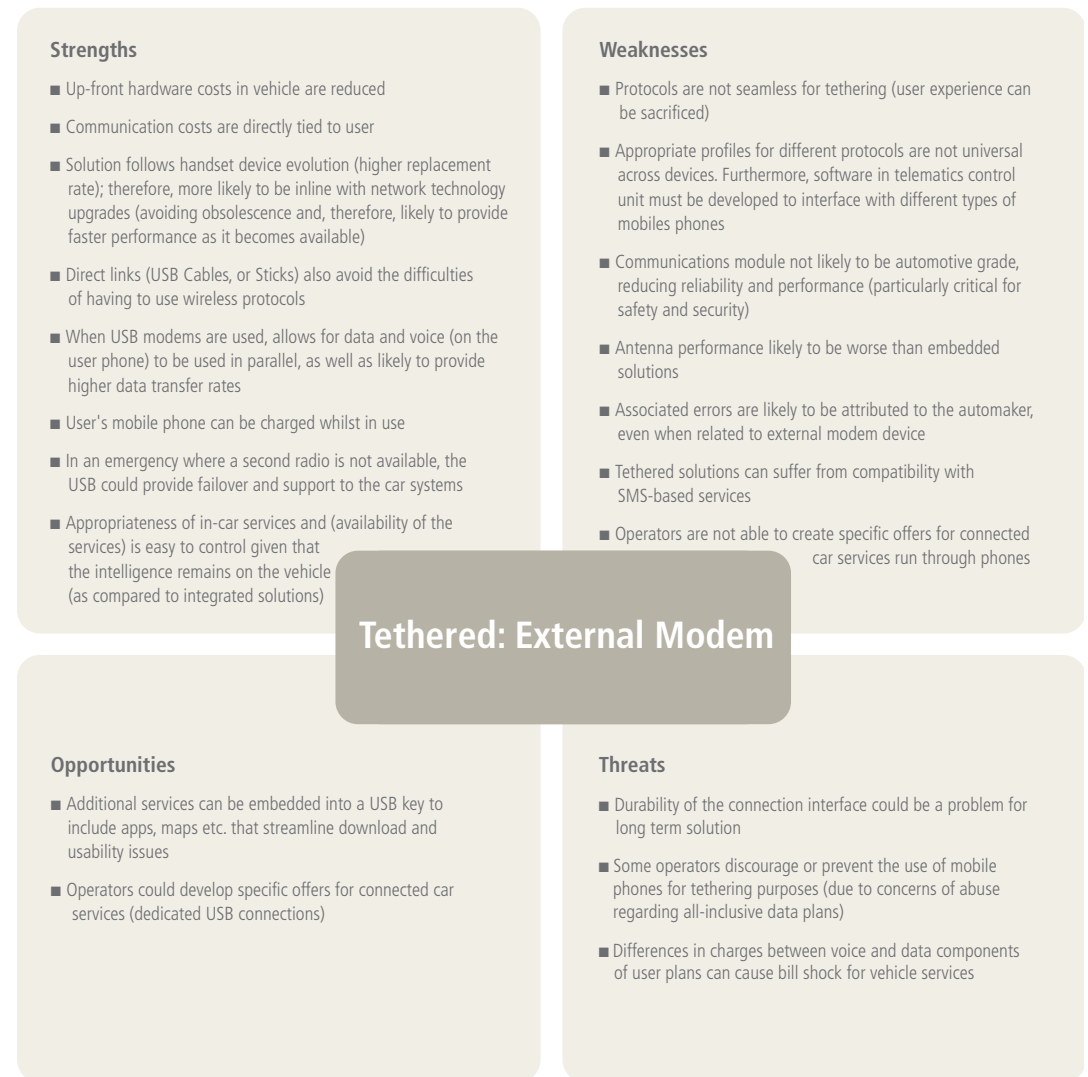 Strengths
■ Up-front hardware costs in vehicle are reduced
■ Communication costs are directly tied to user
■ Solution follows handset device evolution (higher replacement
rate); therefore, more likely to be inline with network technology
upgrades (avoiding obsolescence and, therefore, likely to provide
faster performance as it becomes available)
■ Direct links (USB Cables, or Sticks) also avoid the difficulties
of having to use wireless protocols
■ When USB modems are used, allows for data and voice (on the
user phone) to be used in parallel, as well as likely to provide
higher data transfer rates
■ User's mobile phone can be charged whilst in use
■ In an emergency where a second radio is not available, the
USB could provide failover and support to the car systems
■ Appropriateness of in-car services and (availability of the
services) is easy to control given that
the intelligence remains on the vehicle
(as compared to integrated solutions)
Weaknesses
■ Protocols are not seamless for tethering (user experience can
be sacrificed)
■ Appropriate profiles for different protocols are not universal
across devices. Furthermore, software in telematics control
unit must be developed to interface with different types of
mobiles phones
■ Communications module not likely to be automotive grade,
reducing reliability and performance (particularly critical for
safety and security)
■ Antenna performance likely to be worse than embedded
solutions
■ Associated errors are likely to be attributed to the automaker,
even when related to external modem device
■ Tethered solutions can suffer from compatibility with
SMS-based services
■ Operators are not able to create specific offers for connected
car services run through phones
Tethered: External Modem
Opportunities
■ Additional services can be embedded into a USB key to
include apps, maps etc. that streamline download and
usability issues
■ Operators could develop specific offers for connected car
services (dedicated USB connections)
Threats
■ Durability of the connection interface could be a problem for
long term solution
■ Some operators discourage or prevent the use of mobile
phones for tethering purposes (due to concerns of abuse
regarding all-inclusive data plans)
■ Differences in charges between voice and data components
of user plans can cause bill shock for vehicle services